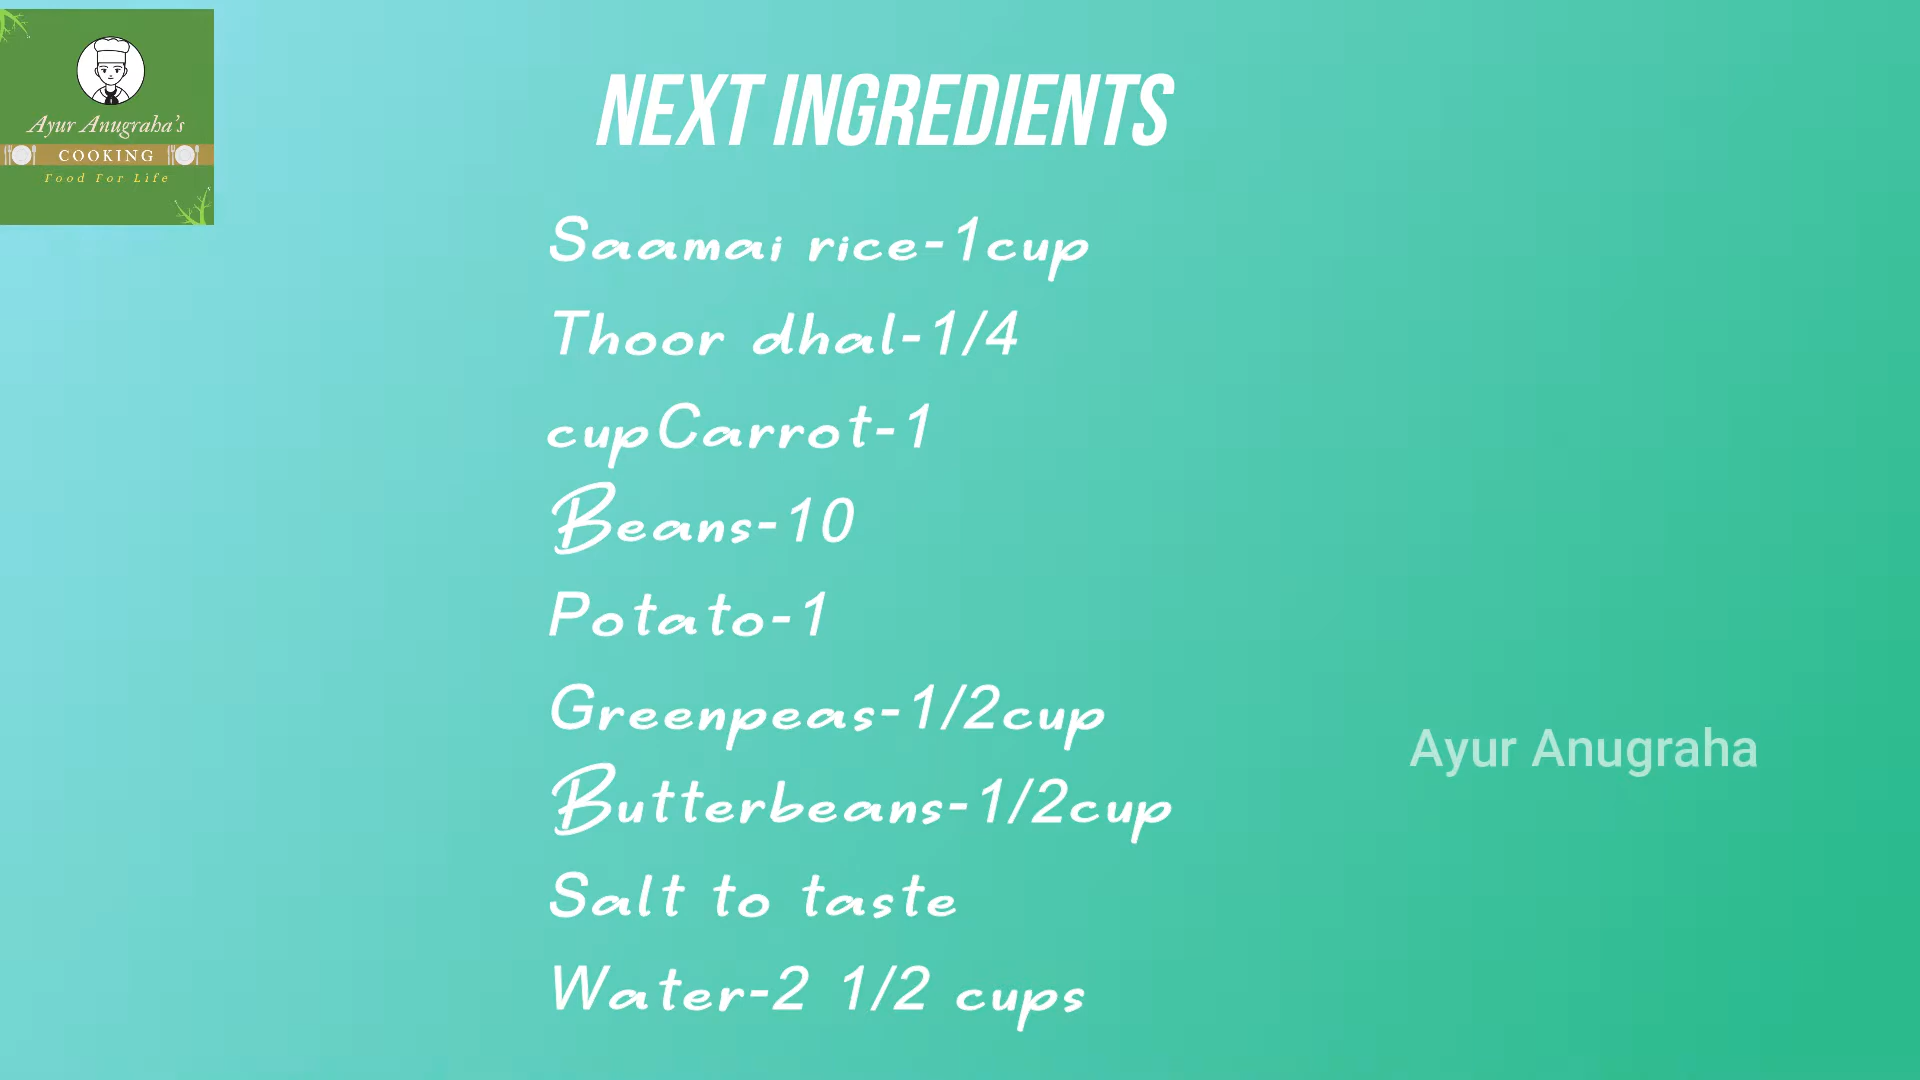 Ayur Anugraha's
COOKING
Food For Life
NEXT INGREDIENTS
Saamai rice-1cup
Thoor dhal-1/4
cupCarrot-1
Beans-10
Potato-1
Greenpeas-1/2cup
Butterbeans-1/2cup
Salt to taste
Water-2 1/2 cups
Ayur Anugraha